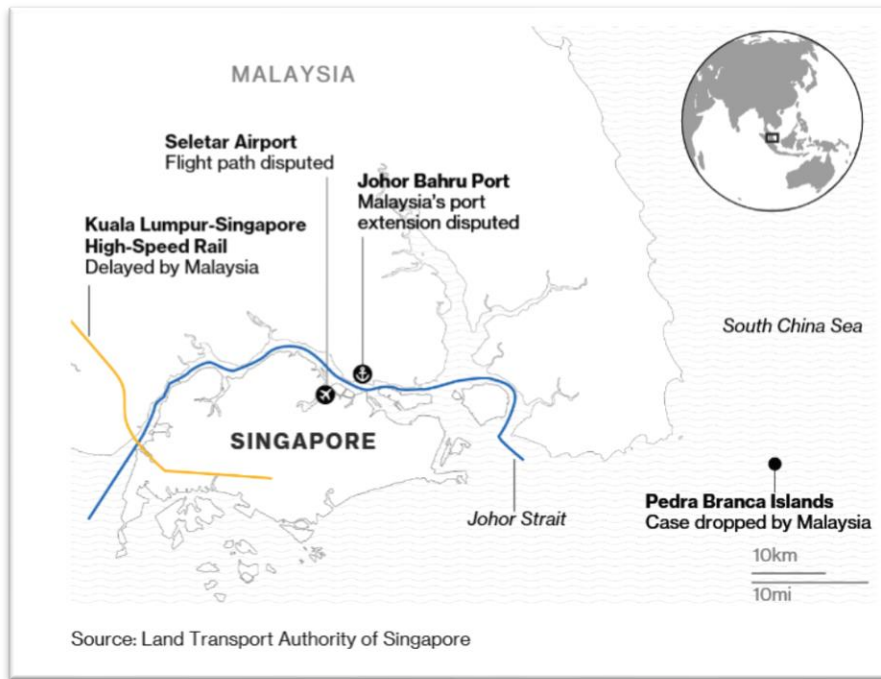 MALAYSIA
Seletar Airport
Flight path disputed
Johor Bahru Port
Malaysia's port
extension disputed
Kuala Lumpur-Singapore
High-Speed Rail
Delayed by Malaysia
South China Sea
SINGAPORE
Johor Strait
Pedra Branca Islands
Case dropped by Malaysia
10km
10mi
Source: Land Transport Authority of Singapore